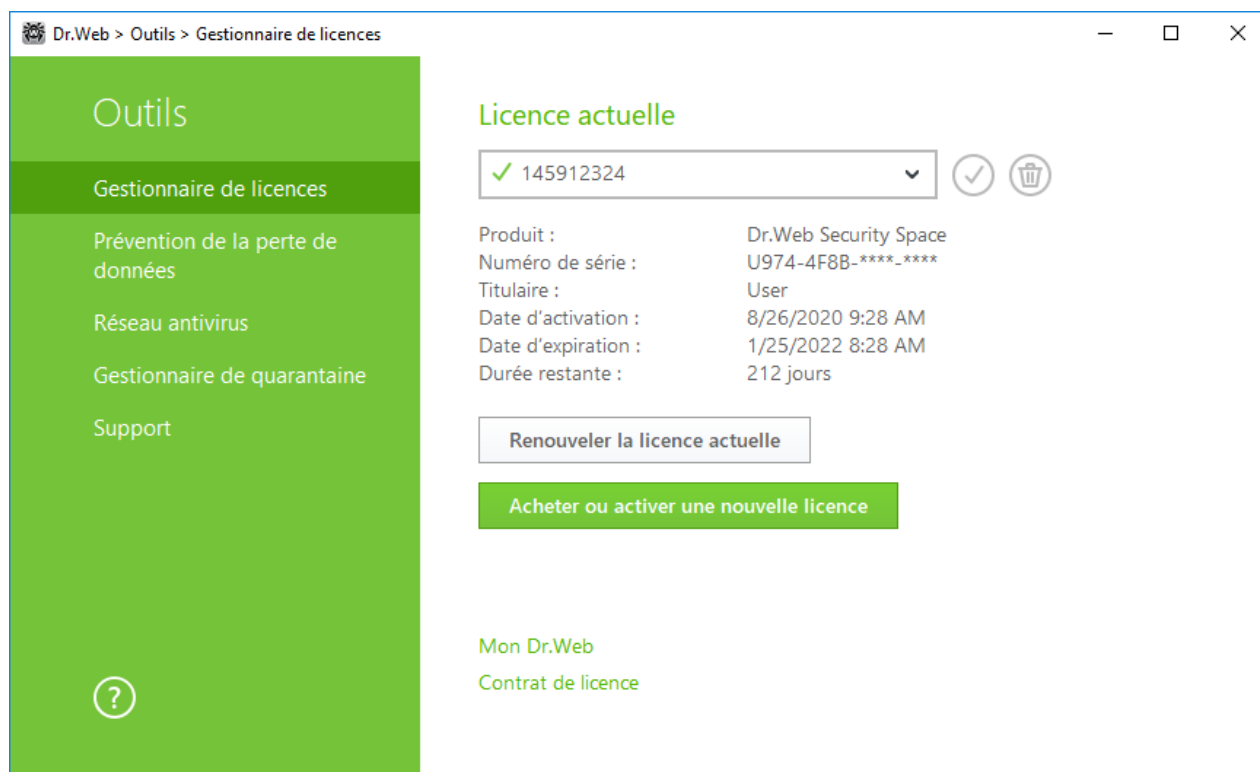 Dr.Web > Outils > Gestionnaire de licences
Outils
Gestionnaire de licences
Prévention de la perte de
données
Réseau antivirus
Gestionnaire de quarantaine
Support
?
Licence actuelle
145912324
Produit : Dr.Web Security Space
Numéro de série : U974-4F8B-****-****
Titulaire : User
Date d'activation : 8/26/2020 9:28 AM
Date d'expiration : 1/25/2022 8:28 AM
Durée restante : 212 jours
Renouveler la licence actuelle
Acheter ou activer une nouvelle licence
Mon Dr.Web
Contrat de licence